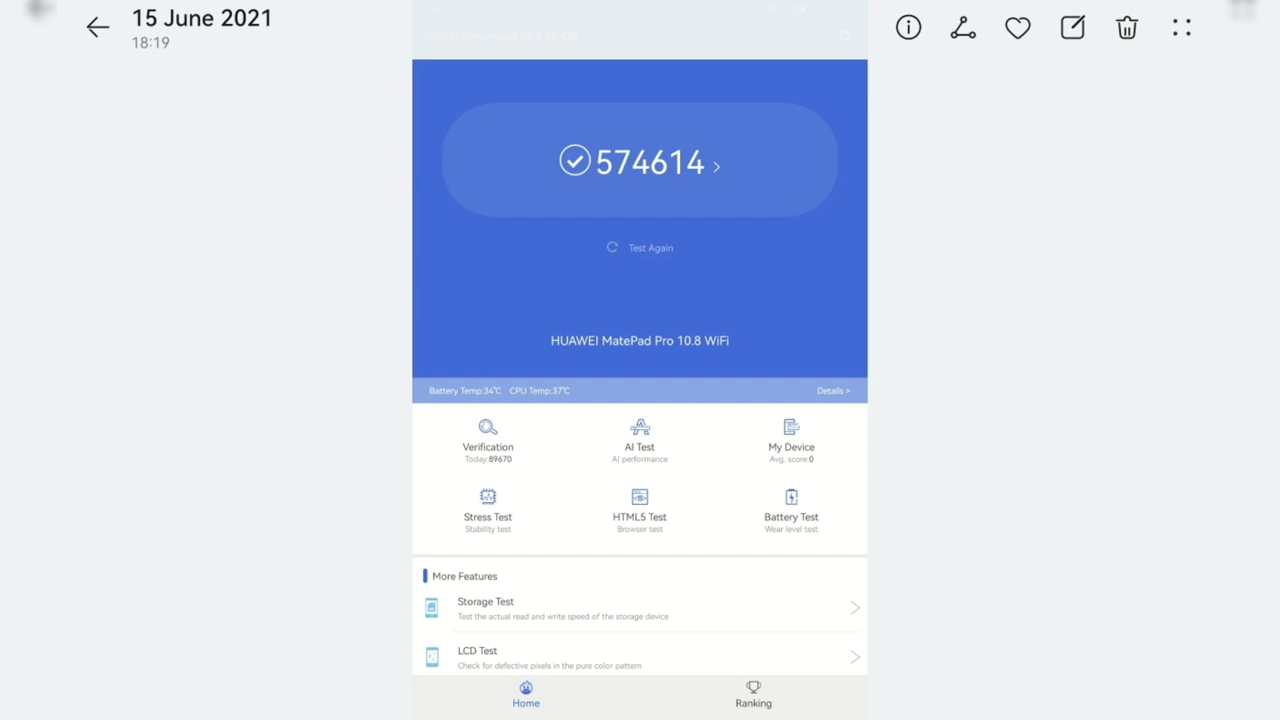 15 June 2021
18:19
574614
Test Again
HUAWEI MatePad Pro 10.8 WiFi
Battery Temp:34℃ CPU Temp:37℃ Details >
Verification AI Test My Device
Today:89670 AI performance Avg. score:0
Stress Test HTML5 Test Battery Test
Stability test Browser test Wear level test
More Features
Storage Test
Test the actual read and write speed of the storage device
LCD Test
Check for defective pixels in the pure color pattern
Home Ranking